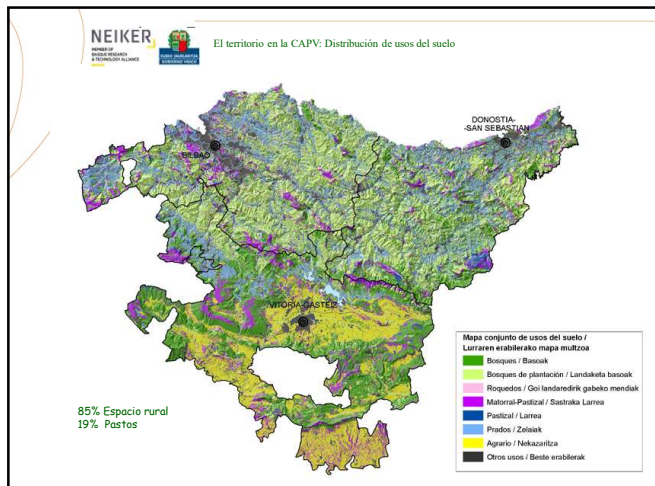 NEIKER
MEMBER OF
BASQUE RESEARCH
& TECHNOLOGY ALLIANCE
EUSKO JAURLARITZA
GOBIERNO VASCO
El territorio en la CAPV: Distribución de usos del suelo
DONOSTIA-
-SAN SEBASTIAN
BILBAO
VITORIA-GASTEIZ
85% Espacio rural
19% Pastos
Mapa conjunto de usos del suelo /
Lurraren erabilerako mapa multzoa
Bosques / Basoak
Bosques de plantación / Landaketa basoak
Roquedos / Goi landaredirik gabeko mendiak
Matorral-Pastizal / Sastraka Larrea
Pastizal / Larrea
Prados / Zelaiak
Agrario / Nekazaritza
Otros usos / Beste erabilerak